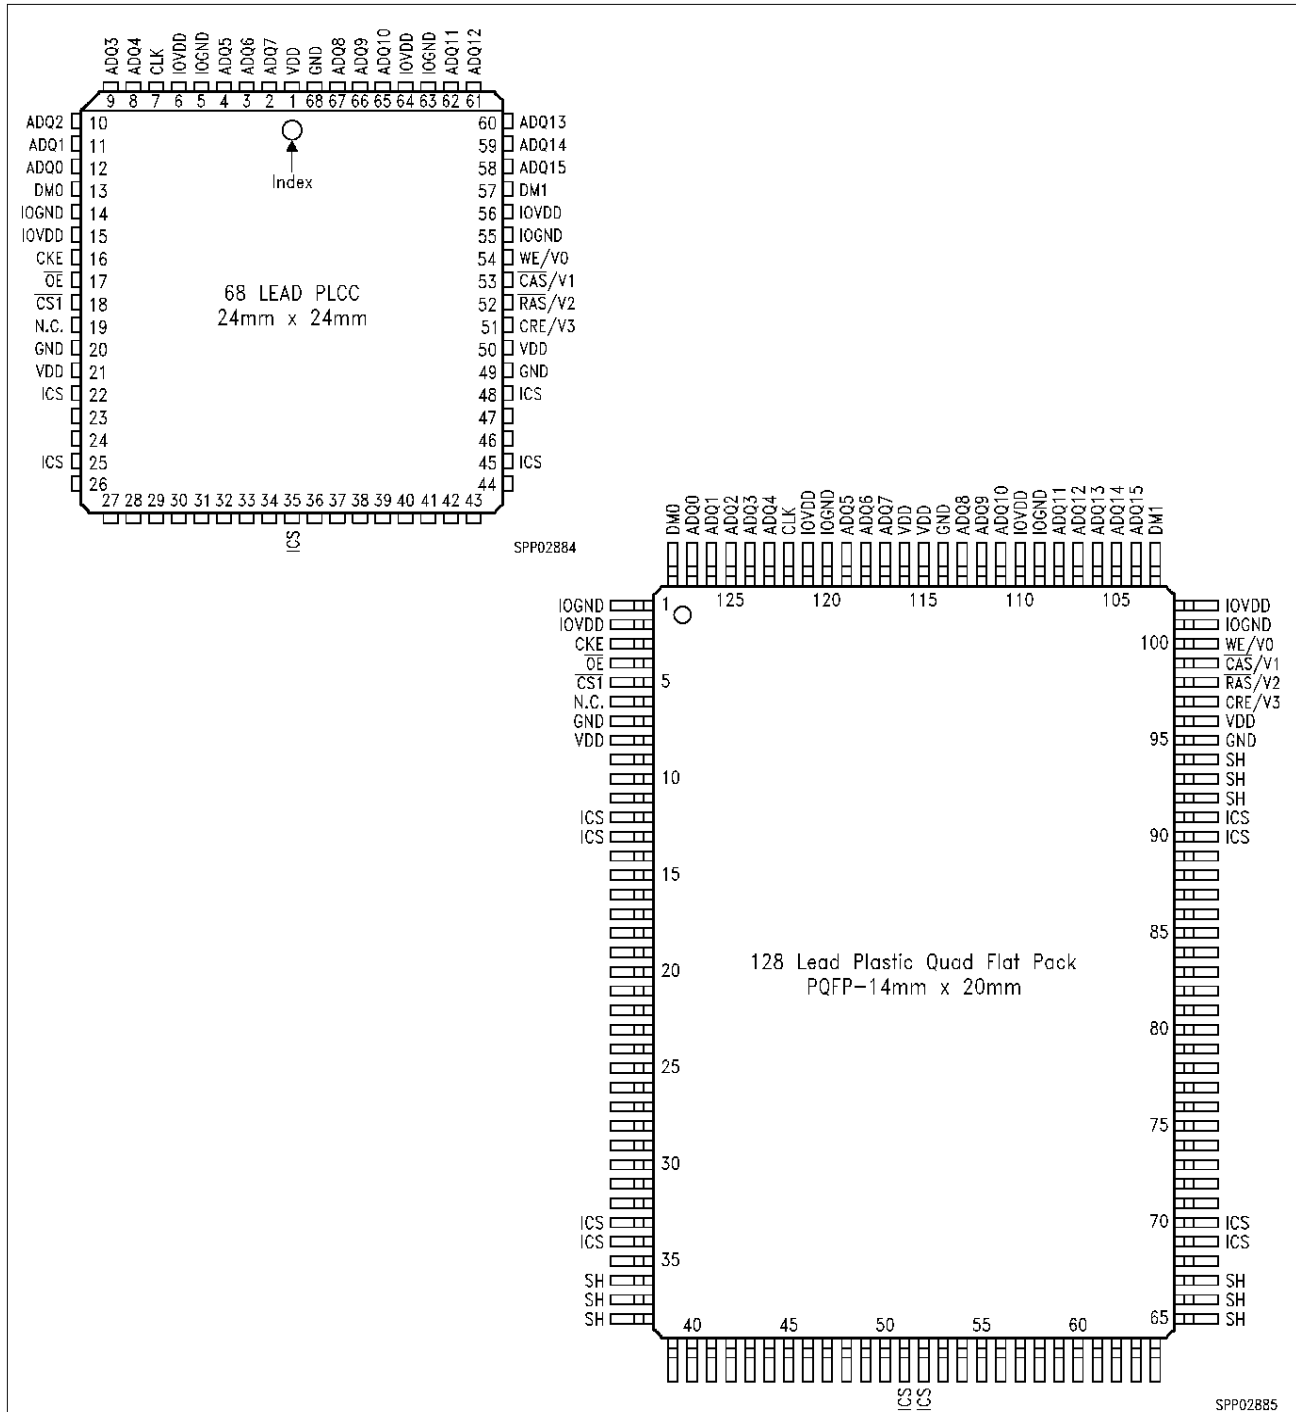 ADQ3 ADQ4 CLK IOVDD IOGND ADQ5 ADQ6 ADQ7 VDD GND ADQ8 ADQ9 ADQ10 IOVDD IOGND ADQ11 ADQ12
9 8 7 6 5 4 3 2 1 68 67 66 65 64 63 62 61
ADQ2 10 60 ADQ13
ADQ1 11 59 ADQ14
ADQ0 12 58 ADQ15
Index
DM0 13 57 DM1
IOGND 14 56 IOVDD
IOVDD 15 55 IOGND
CKE 16 54 WE/V0
O̅E̅ 17 53 C̅A̅S̅/V1
C̅S̅1̅ 18 52 R̅A̅S̅/V2
N.C. 19 51 CRE/V3
68 LEAD PLCC
24mm x 24mm
GND 20 50 VDD
VDD 21 49 GND
ICS 22 48 ICS
23 47
24 46
ICS 25 45 ICS
26 44
27 28 29 30 31 32 33 34 35 36 37 38 39 40 41 42 43
ICS
SPP02884
DM0 ADQ0 ADQ1 ADQ2 ADQ3 ADQ4 CLK IOVDD IOGND ADQ5 ADQ6 ADQ7 VDD VDD GND ADQ8 ADQ9 ADQ10 IOVDD IOGND ADQ11 ADQ12 ADQ13 ADQ14 ADQ15 DM1
125 120 115 110 105
IOGND 1 IOVDD
IOVDD IOGND
CKE 100 WE/V0
O̅E̅ C̅A̅S̅/V1
C̅S̅1̅ 5 R̅A̅S̅/V2
N.C. CRE/V3
GND VDD
VDD 95 GND
SH
10 SH
SH
ICS ICS
ICS 90 ICS
15
85
128 Lead Plastic Quad Flat Pack
PQFP-14mm x 20mm
20
80
25
75
30
ICS 70 ICS
ICS ICS
35
SH SH
SH SH
SH 65 SH
40 45 50 55 60
ICS ICS
SPP02885